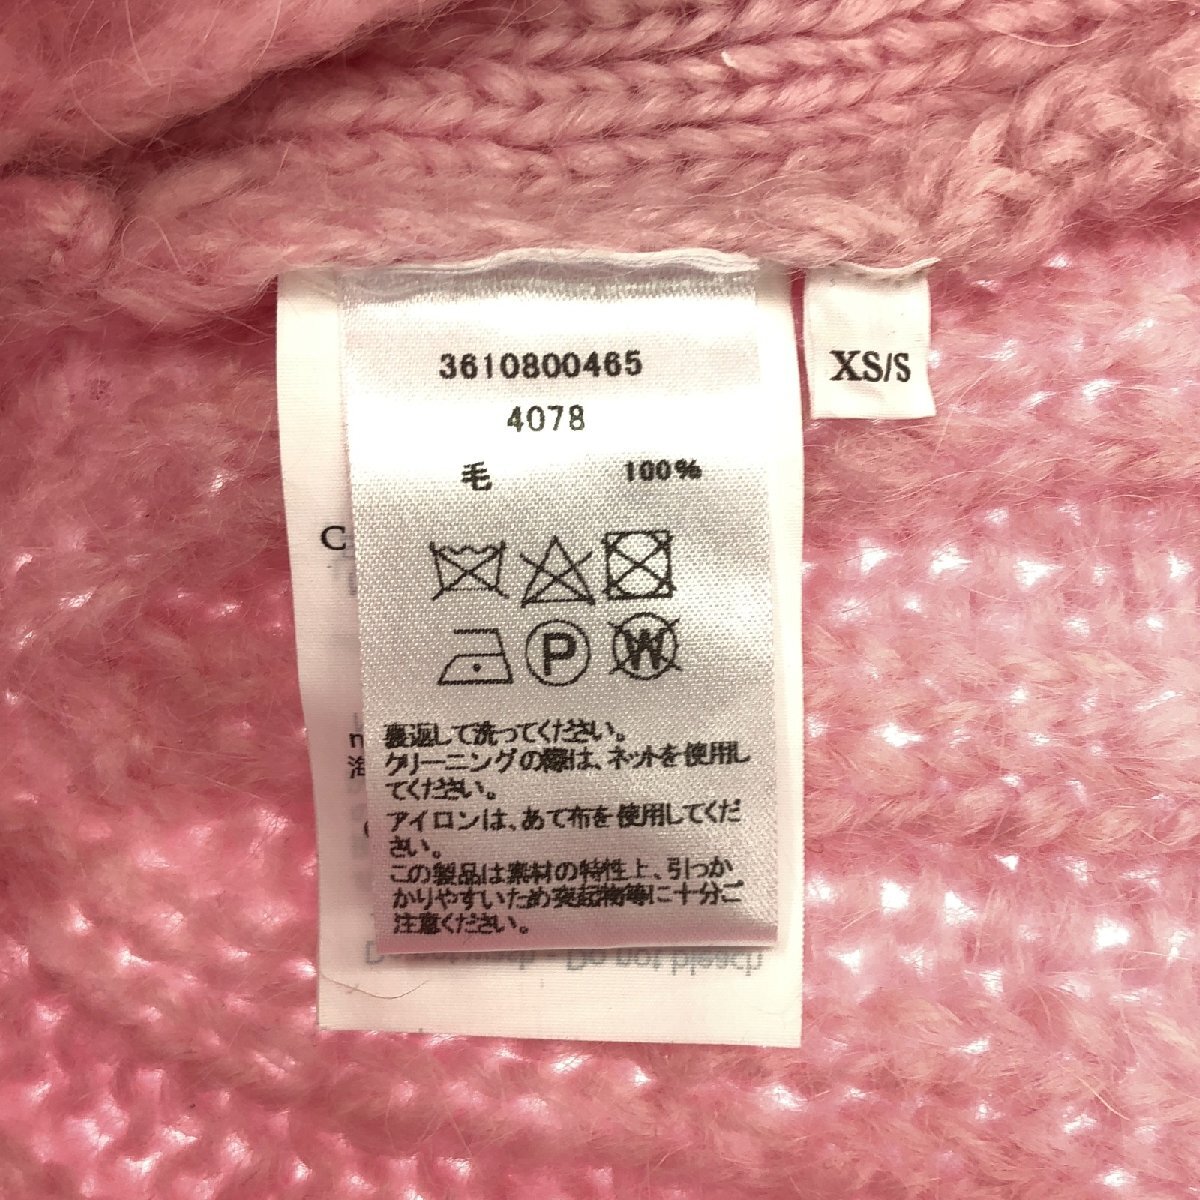 3610800465
XS/S
4078
毛 100%
C
P
W
裏返して洗ってください。
クリーニングの際は、ネットを使用し
てください。
アイロンは、あて布を使用してくだ
さい。
この製品は素材の特性上、引っか
かりやすいため突起物等に十分ご
注意ください。
Do not bleach